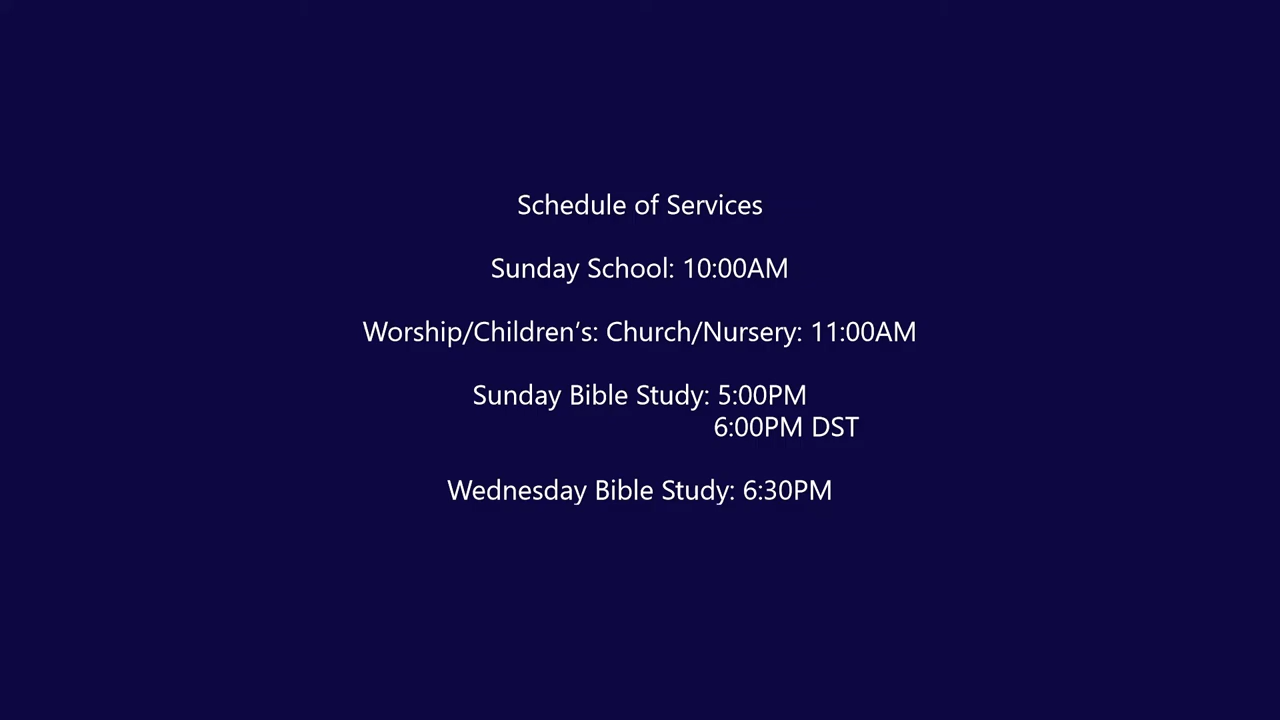 Schedule of Services
Sunday School: 10:00AM
Worship/Children's: Church/Nursery: 11:00AM
Sunday Bible Study: 5:00PM
6:00PM DST
Wednesday Bible Study: 6:30PM